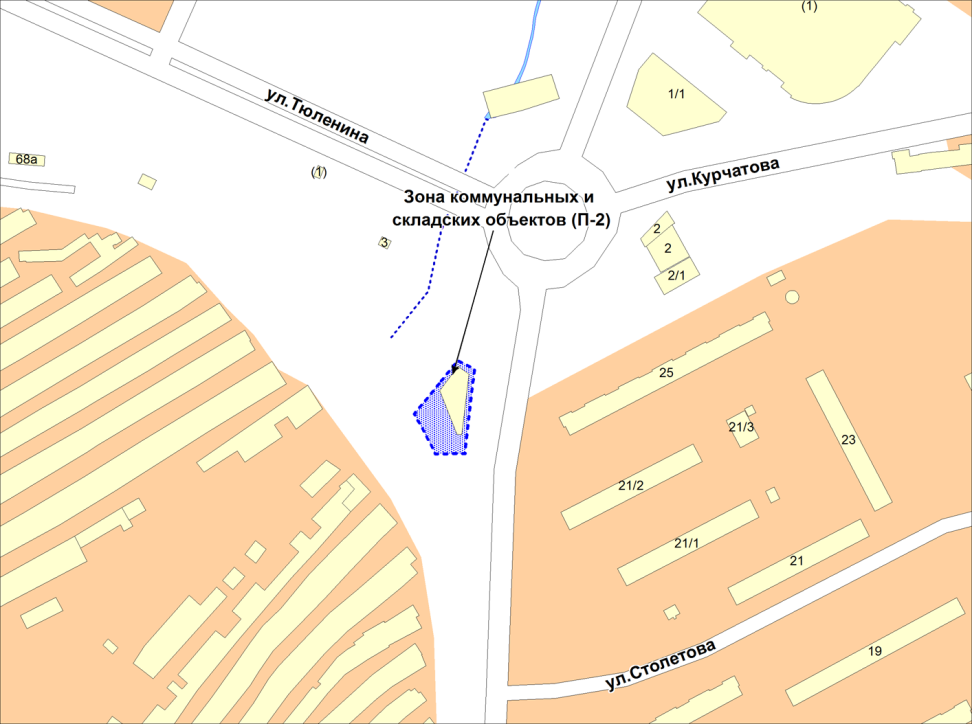 (1)
1/1
ул.Тюленина
68а
(1)
ул.Курчатова
Зона коммунальных и
складских объектов (П-2)
2
3
2
2/1
25
21/3
23
21/2
21/1
21
ул.Столетова
19